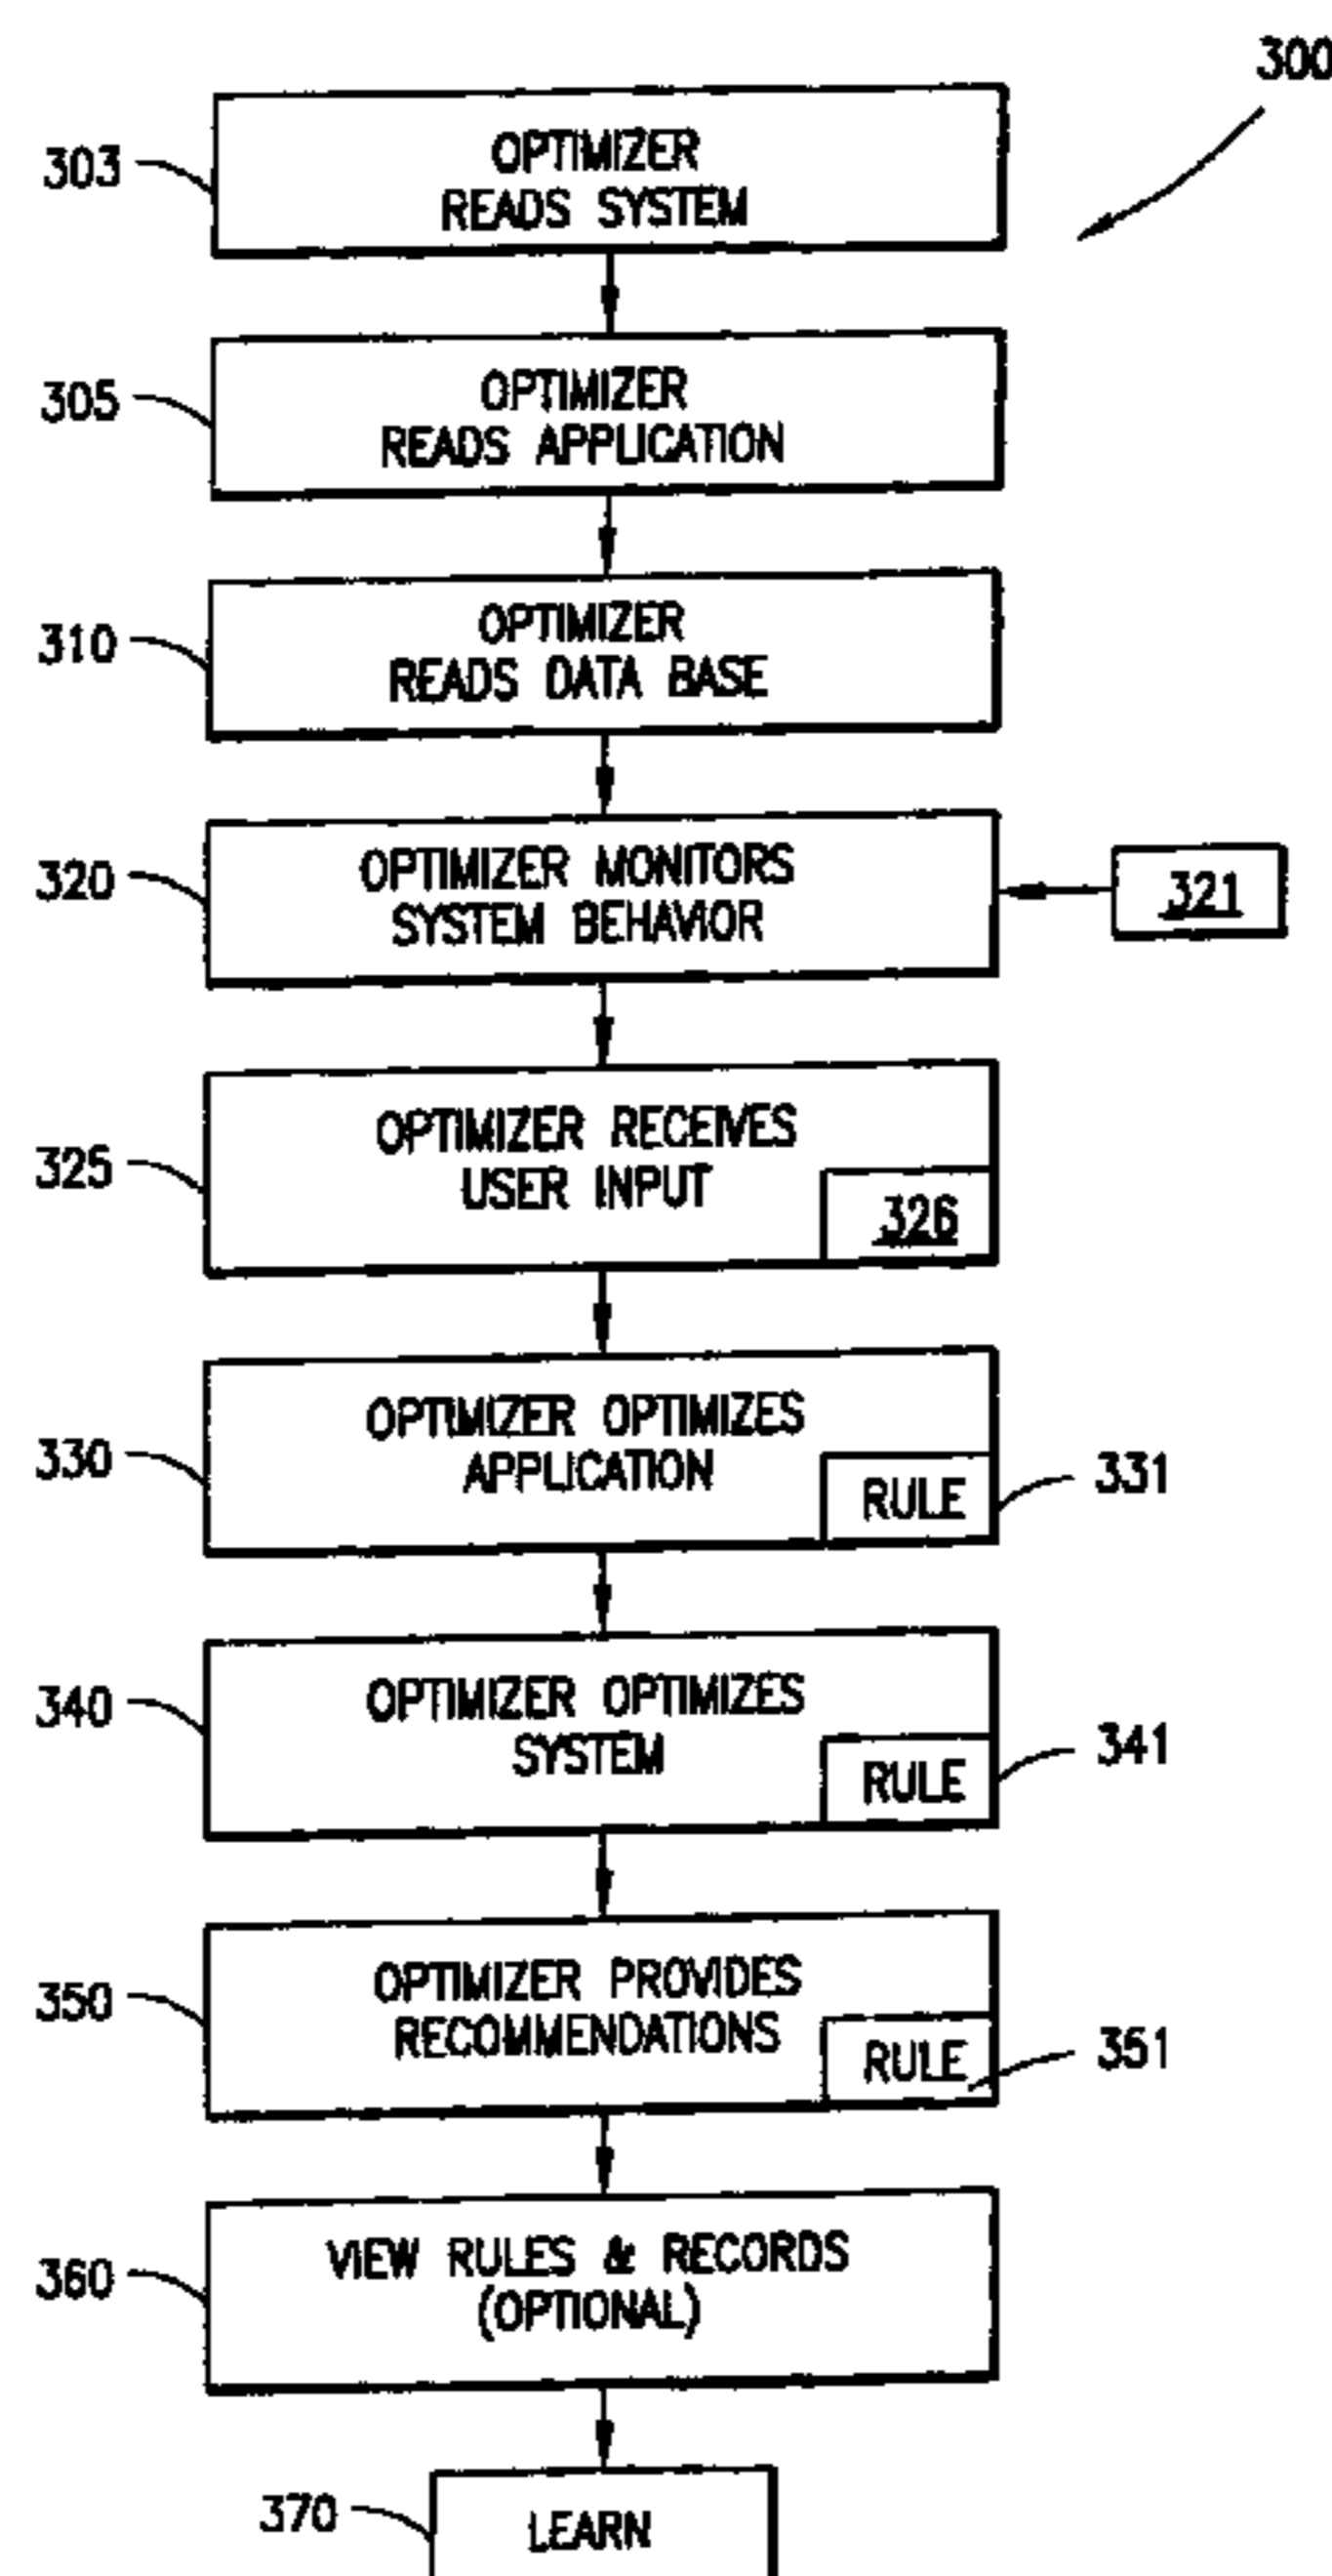 300
303
OPTIMIZER
READS SYSTEM
305
OPTIMIZER
READS APPLICATION
310
OPTIMIZER
READS DATA BASE
320
OPTIMIZER MONITORS
SYSTEM BEHAVIOR
321
325
OPTIMIZER RECEIVES
USER INPUT
326
330
OPTIMIZER OPTIMIZES
APPLICATION
RULE
331
340
OPTIMIZER OPTIMIZES
SYSTEM
RULE
341
350
OPTIMIZER PROVIDES
RECOMMENDATIONS
RULE
351
360
VIEW RULES & RECORDS
(OPTIONAL)
370
LEARN